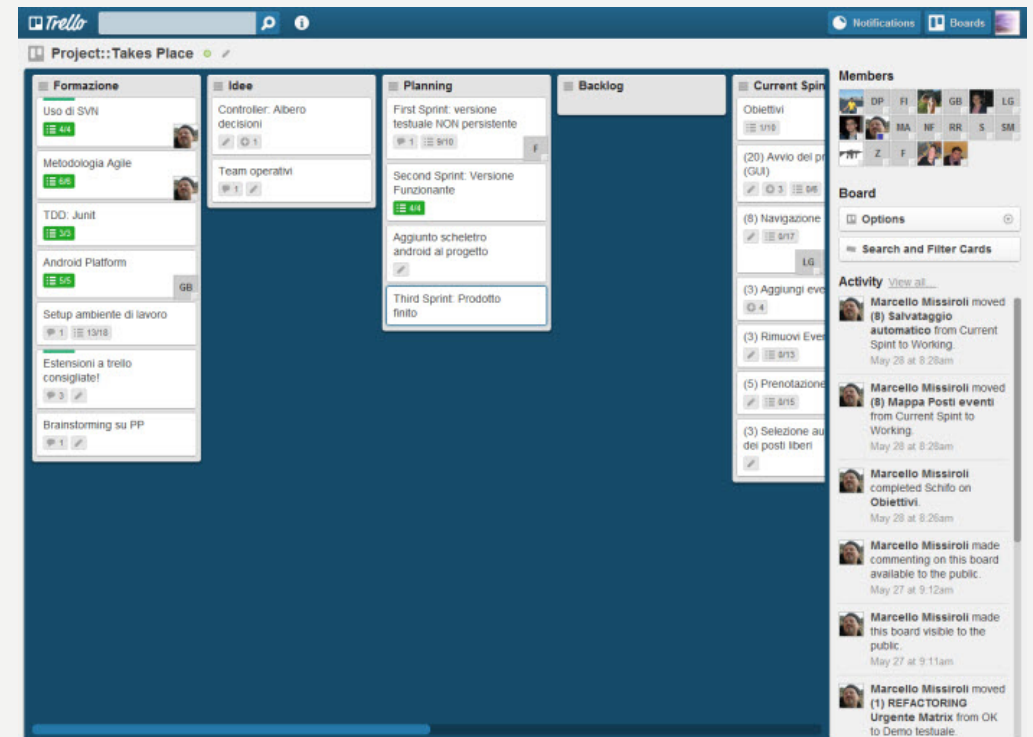 Trello
Notifications
Boards
Project::Takes Place
Formazione
Uso di SVN
4/4
Metodologia Agile
6/6
TDD: Junit
3/3
Android Platform
5/5
GB
Setup ambiente di lavoro
1 13/18
Estensioni a trello
consigliate!
3
Brainstorming su PP
1
Idee
Controller: Albero
decisioni
1
Team operativi
1
Planning
First Sprint: versione
testuale NON persistente
1 9/10
F
Second Sprint: Versione
Funzionante
4/4
Aggiunto scheletro
android al progetto
Third Sprint: Prodotto
finito
Backlog
Current Spin
Obiettivi
1/10
(20) Avvio del pr
(GUI)
3 0/6
(8) Navigazione
0/17
LG
(3) Aggiungi eve
4
(3) Rimuovi Even
0/13
(5) Prenotazione
0/15
(3) Selezione au
dei posti liberi
Members
DP FI GB LG
MA NF RR S SM
Z F
Board
Options
Search and Filter Cards
Activity View all...
Marcello Missiroli moved
(8) Salvataggio
automatico from Current
Spint to Working.
May 28 at 8:28am
Marcello Missiroli moved
(8) Mappa Posti eventi
from Current Spint to
Working.
May 28 at 8:28am
Marcello Missiroli
completed Schifo on
Obiettivi.
May 28 at 8:26am
Marcello Missiroli made
commenting on this board
available to the public.
May 27 at 9:12am
Marcello Missiroli made
this board visible to the
public.
May 27 at 9:11am
Marcello Missiroli moved
(1) REFACTORING
Urgente Matrix from OK
to Demo testuale.